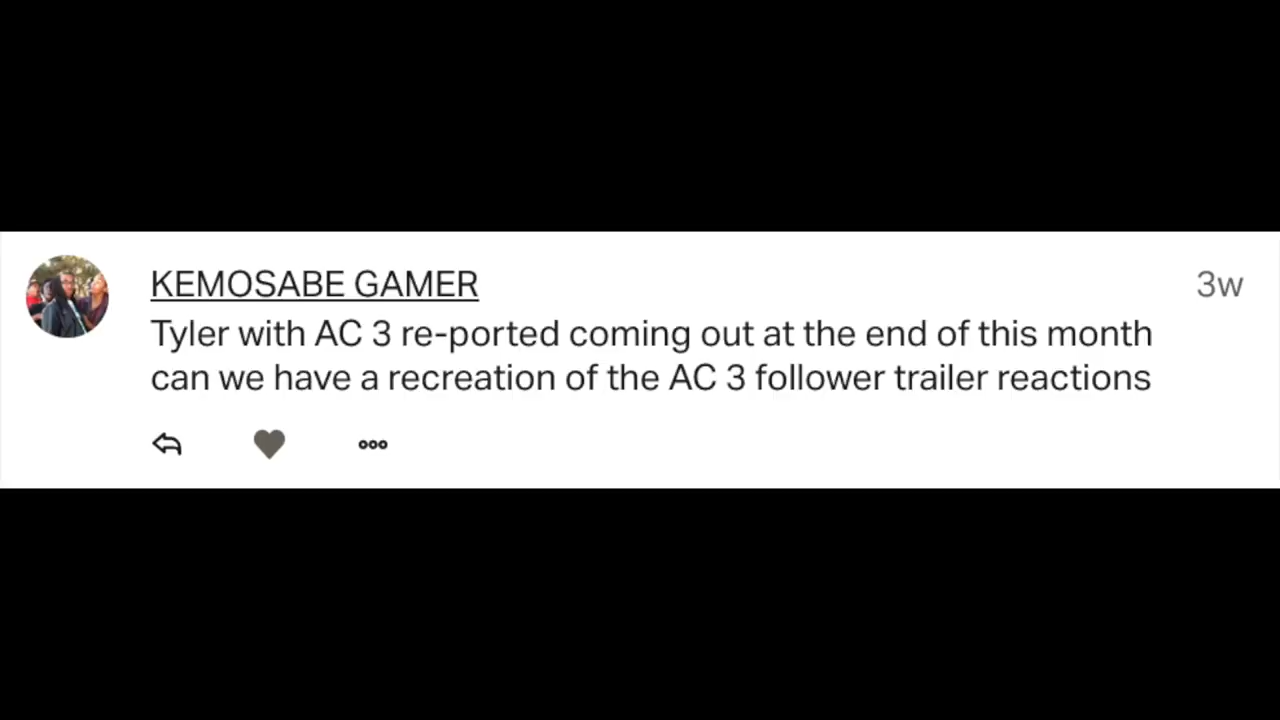 KEMOSABE GAMER 3w
Tyler with AC 3 re-ported coming out at the end of this month
can we have a recreation of the AC 3 follower trailer reactions